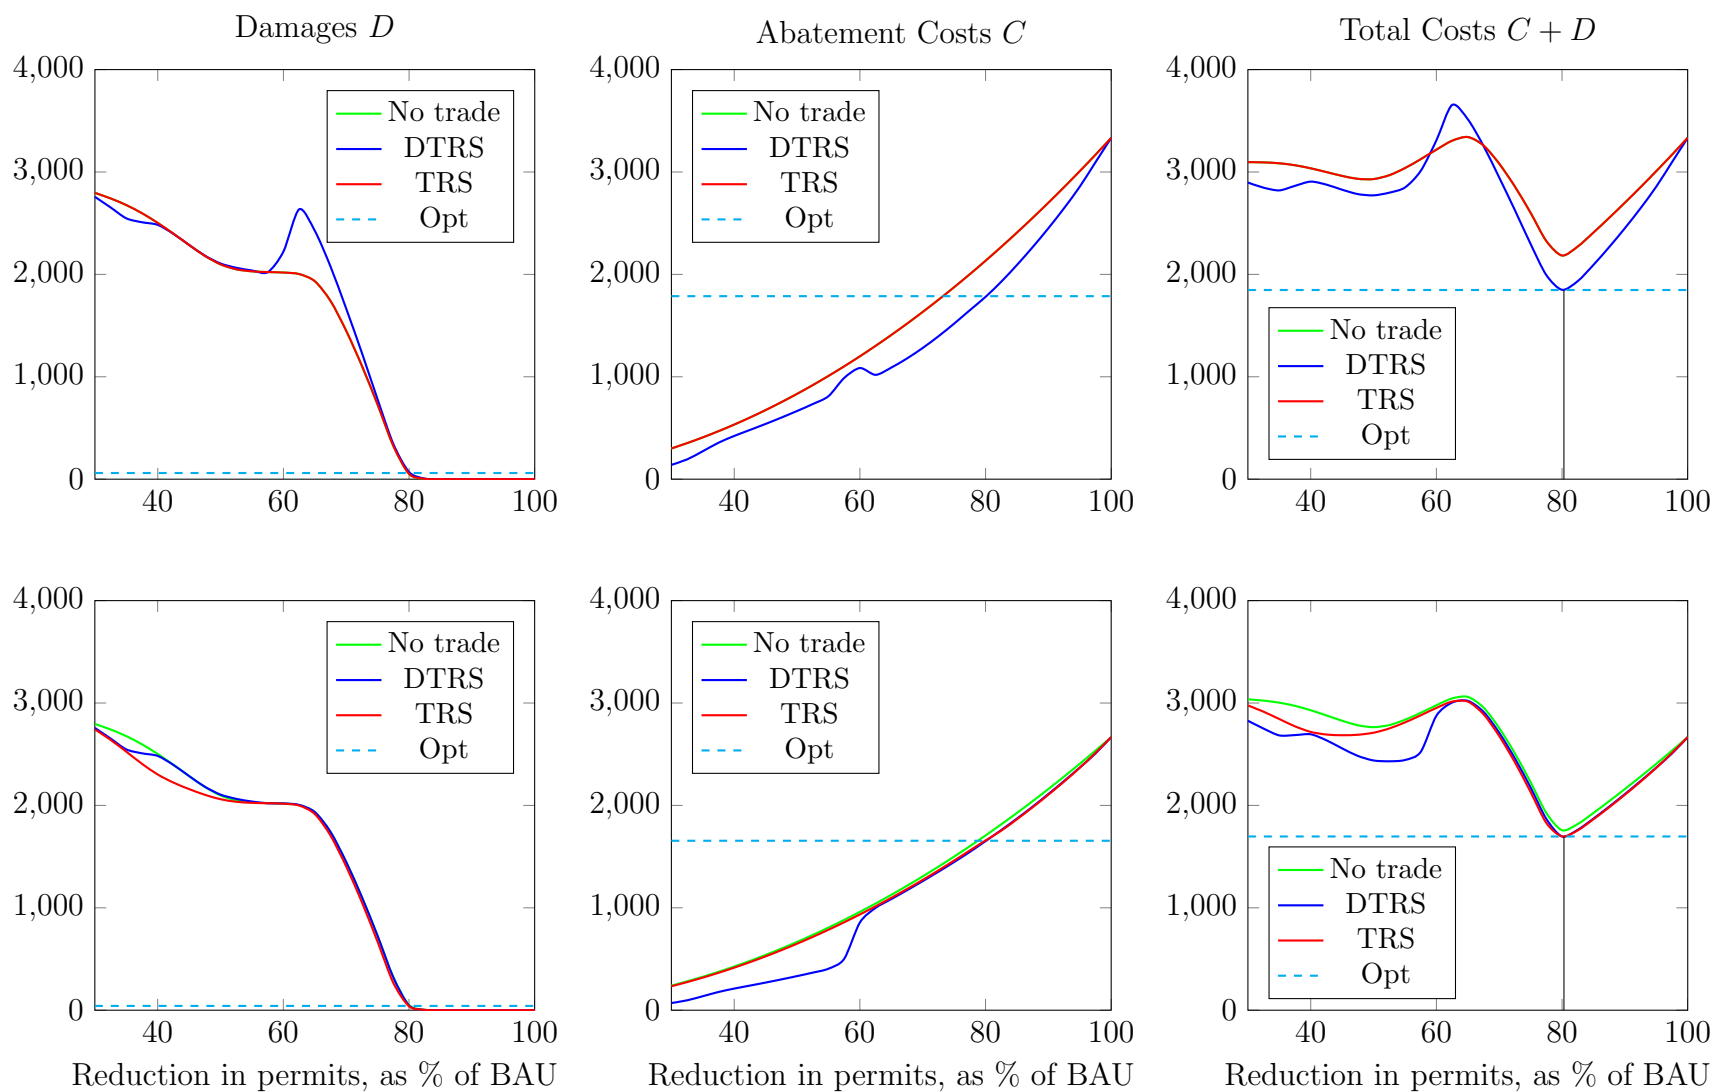 Damages D
4,000
3,000
2,000
1,000
0
40 60 80 100
No trade
DTRS
TRS
Opt
Abatement Costs C
4,000
3,000
2,000
1,000
0
40 60 80 100
No trade
DTRS
TRS
Opt
Total Costs C + D
4,000
3,000
2,000
1,000
0
40 60 80 100
No trade
DTRS
TRS
Opt
4,000
3,000
2,000
1,000
0
40 60 80 100
No trade
DTRS
TRS
Opt
Reduction in permits, as % of BAU
4,000
3,000
2,000
1,000
0
40 60 80 100
No trade
DTRS
TRS
Opt
Reduction in permits, as % of BAU
4,000
3,000
2,000
1,000
0
40 60 80 100
No trade
DTRS
TRS
Opt
Reduction in permits, as % of BAU